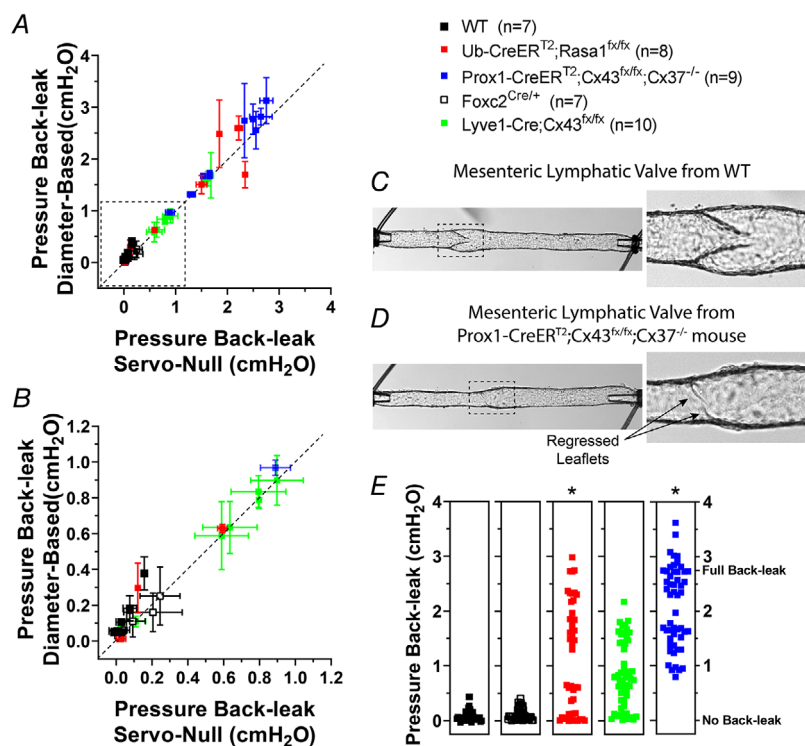 A
4
3
2
1
0
Pressure Back-leak
Diameter-Based(cmH₂O)
0 1 2 3 4
Pressure Back-leak
Servo-Null (cmH₂O)
WT (n=7)
Ub-CreERᵀ²;Rasa1ᶠˣ/ᶠˣ (n=8)
Prox1-CreERᵀ²;Cx43ᶠˣ/ᶠˣ;Cx37⁻/⁻ (n=9)
Foxc2ᶜʳᵉ/⁺ (n=7)
Lyve1-Cre;Cx43ᶠˣ/ᶠˣ (n=10)
C
Mesenteric Lymphatic Valve from WT
D
Mesenteric Lymphatic Valve from
Prox1-CreERᵀ²;Cx43ᶠˣ/ᶠˣ;Cx37⁻/⁻ mouse
Regressed
Leaflets
B
1.2
1.0
0.8
0.6
0.4
0.2
0.0
Pressure Back-leak
Diameter-Based(cmH₂O)
0.0 0.2 0.4 0.6 0.8 1.0 1.2
Pressure Back-leak
Servo-Null (cmH₂O)
E
* *
Pressure Back-leak (cmH₂O)
4 4
3 3
Full Back-leak
2 2
1 1
0 No Back-leak